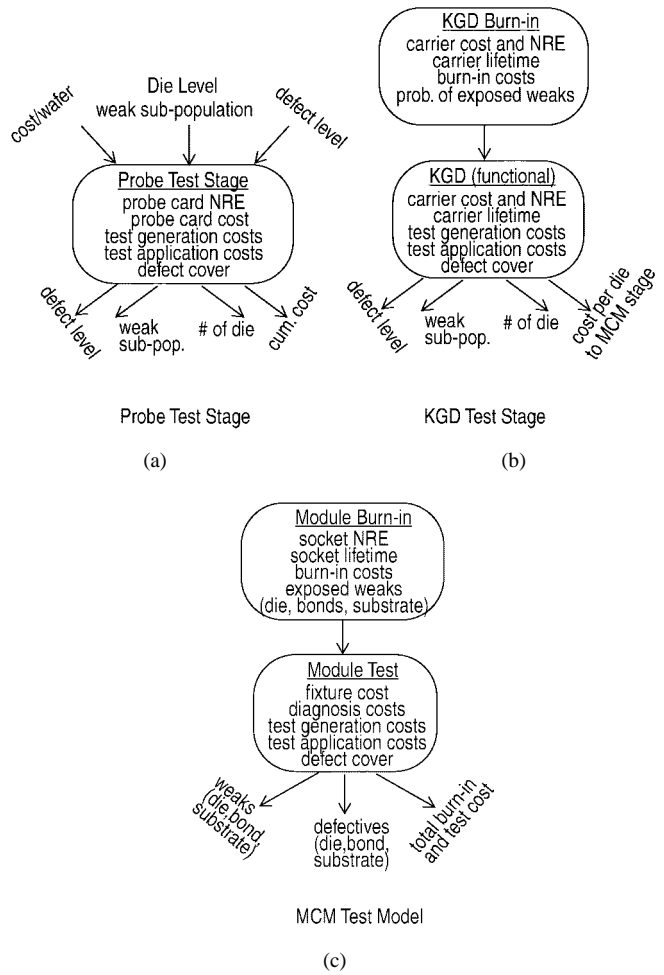 cost/wafer
Die Level
weak sub-population
defect level
Probe Test Stage
probe card NRE
probe card cost
test generation costs
test application costs
defect cover
defect level
weak
sub-pop.
# of die
cum. cost
Probe Test Stage
(a)
KGD Burn-in
carrier cost and NRE
carrier lifetime
burn-in costs
prob. of exposed weaks
KGD (functional)
carrier cost and NRE
carrier lifetime
test generation costs
test application costs
defect cover
defect level
weak
sub-pop.
# of die
cost per die
to MCM stage
KGD Test Stage
(b)
Module Burn-in
socket NRE
socket lifetime
burn-in costs
exposed weaks
(die, bonds, substrate)
Module Test
fixture cost
diagnosis costs
test generation costs
test application costs
defect cover
weaks
(die,bond,
substrate)
defectives
(die,bond,
substrate)
total burn-in
and test cost
MCM Test Model
(c)